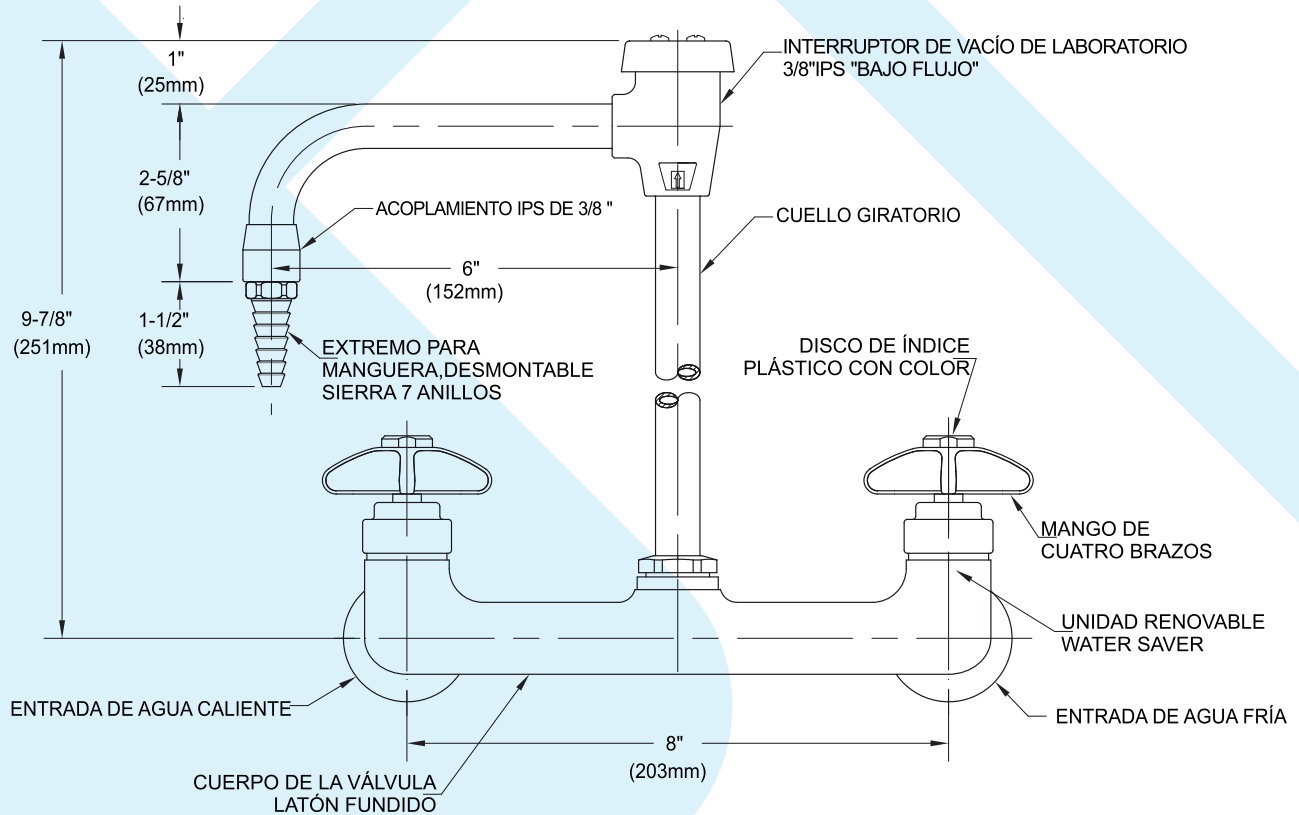 1"
(25mm)
INTERRUPTOR DE VACÍO DE LABORATORIO
3/8"IPS "BAJO FLUJO"
2-5/8"
(67mm)
ACOPLAMIENTO IPS DE 3/8 "
CUELLO GIRATORIO
6"
(152mm)
9-7/8"
(251mm)
1-1/2"
(38mm)
EXTREMO PARA
MANGUERA,DESMONTABLE
SIERRA 7 ANILLOS
DISCO DE ÍNDICE
PLÁSTICO CON COLOR
MANGO DE
CUATRO BRAZOS
UNIDAD RENOVABLE
WATER SAVER
ENTRADA DE AGUA CALIENTE
ENTRADA DE AGUA FRÍA
8"
(203mm)
CUERPO DE LA VÁLVULA
LATÓN FUNDIDO